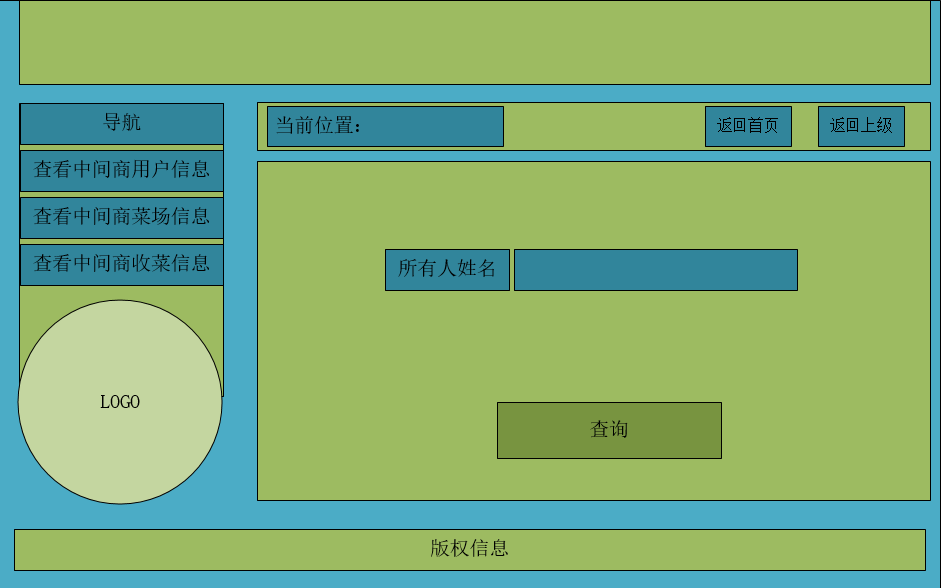 导航
查看中间商用户信息
查看中间商菜场信息
查看中间商收菜信息
LOGO
当前位置：
返回首页
返回上级
所有人姓名
查询
版权信息